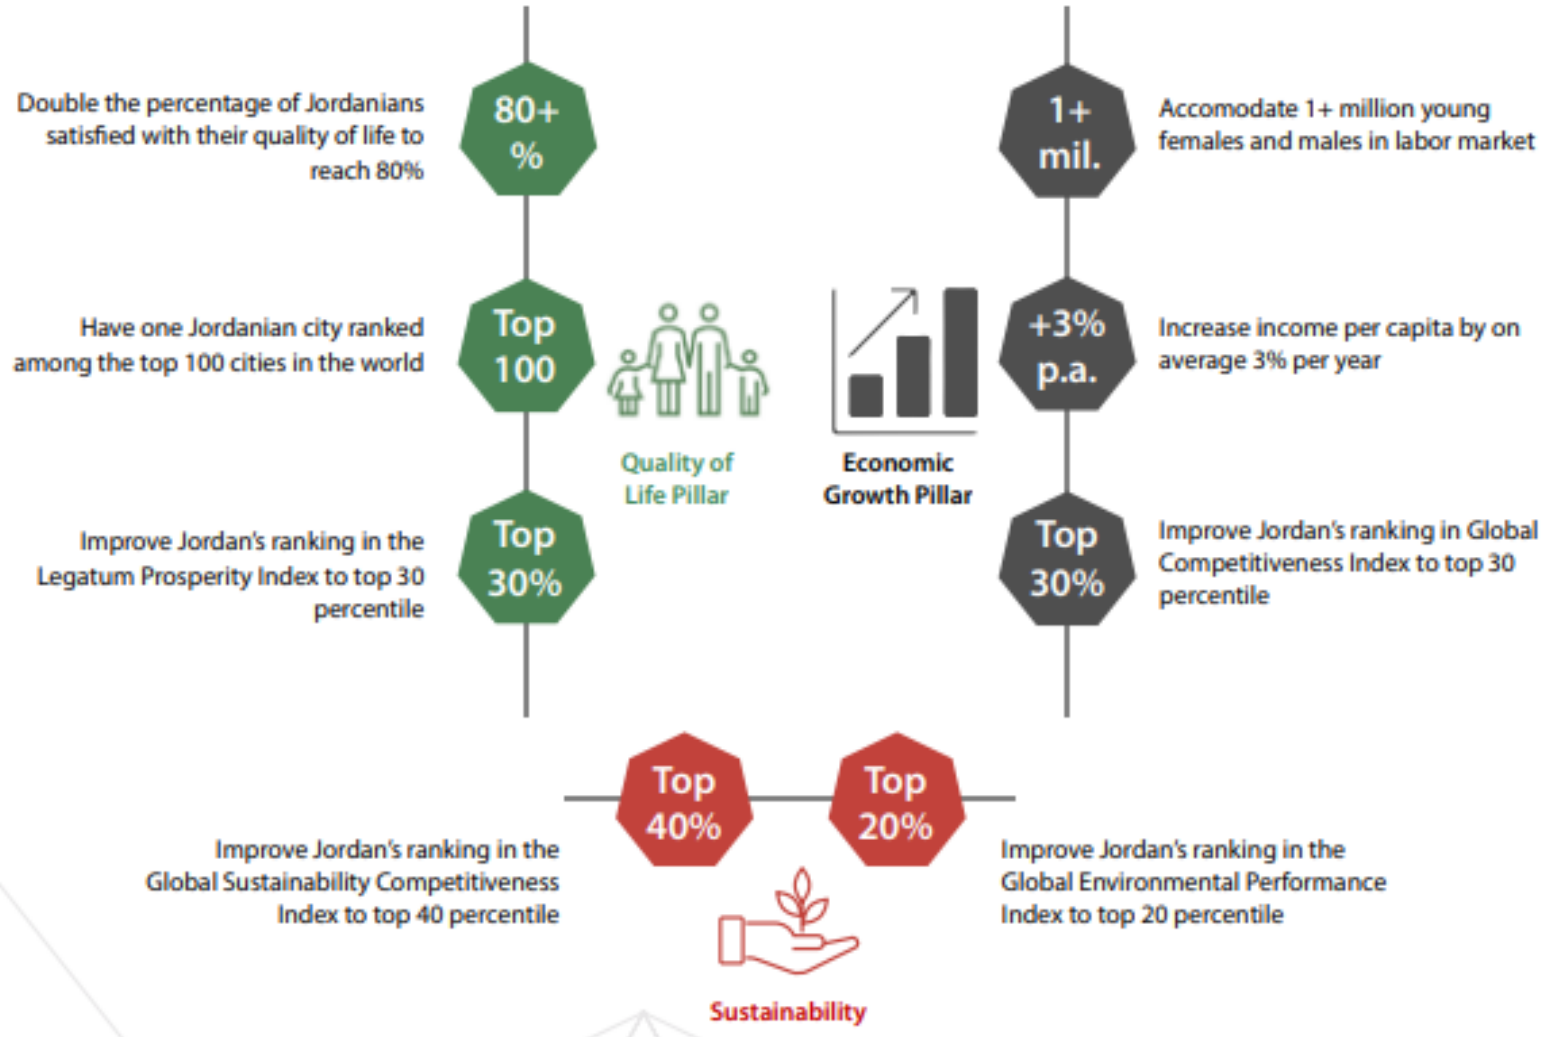 Double the percentage of Jordanians
satisfied with their quality of life to
reach 80%
80+
%
Have one Jordanian city ranked
among the top 100 cities in the world
Top
100
Improve Jordan's ranking in the
Legatum Prosperity Index to top 30
percentile
Top
30%
Quality of
Life Pillar
Economic
Growth Pillar
1+
mil.
Accomodate 1+ million young
females and males in labor market
+3%
p.a.
Increase income per capita by on
average 3% per year
Top
30%
Improve Jordan's ranking in Global
Competitiveness Index to top 30
percentile
Top
40%
Improve Jordan's ranking in the
Global Sustainability Competitiveness
Index to top 40 percentile
Top
20%
Improve Jordan's ranking in the
Global Environmental Performance
Index to top 20 percentile
Sustainability